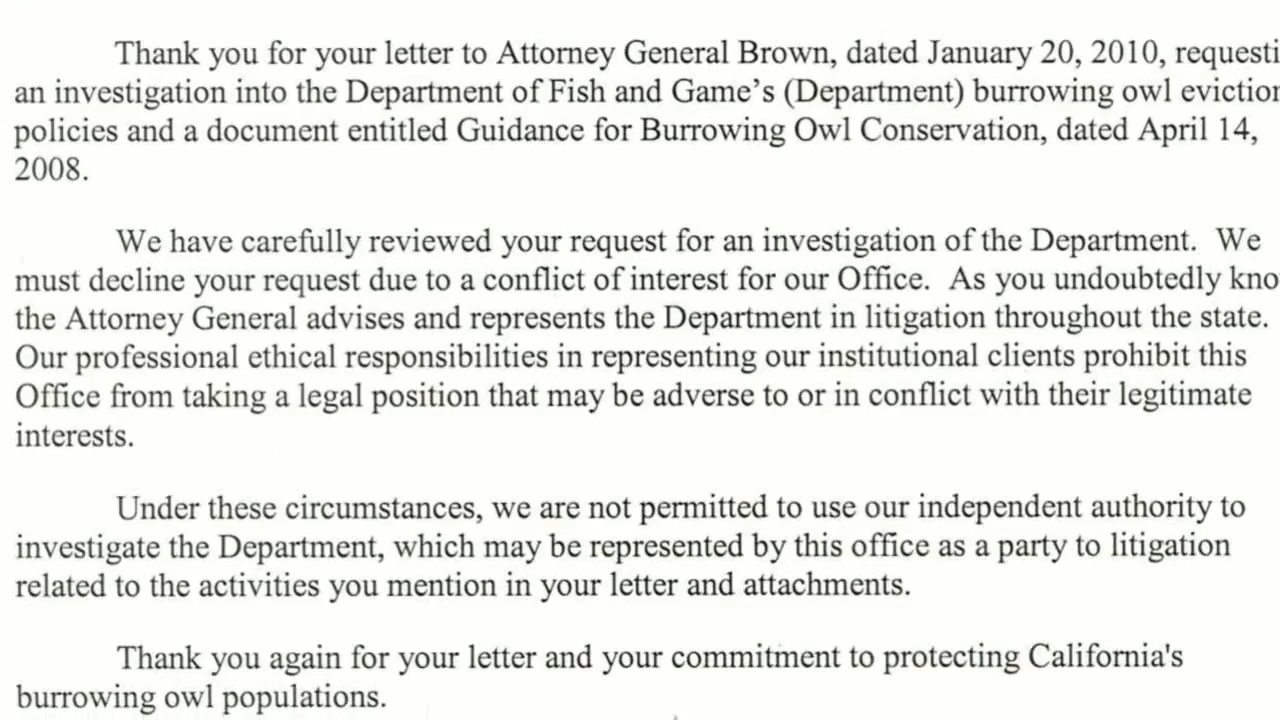 Thank you for your letter to Attorney General Brown, dated January 20, 2010, requesti
an investigation into the Department of Fish and Game's (Department) burrowing owl eviction
policies and a document entitled Guidance for Burrowing Owl Conservation, dated April 14,
2008.
We have carefully reviewed your request for an investigation of the Department. We
must decline your request due to a conflict of interest for our Office. As you undoubtedly kno
the Attorney General advises and represents the Department in litigation throughout the state.
Our professional ethical responsibilities in representing our institutional clients prohibit this
Office from taking a legal position that may be adverse to or in conflict with their legitimate
interests.
Under these circumstances, we are not permitted to use our independent authority to
investigate the Department, which may be represented by this office as a party to litigation
related to the activities you mention in your letter and attachments.
Thank you again for your letter and your commitment to protecting California's
burrowing owl populations.